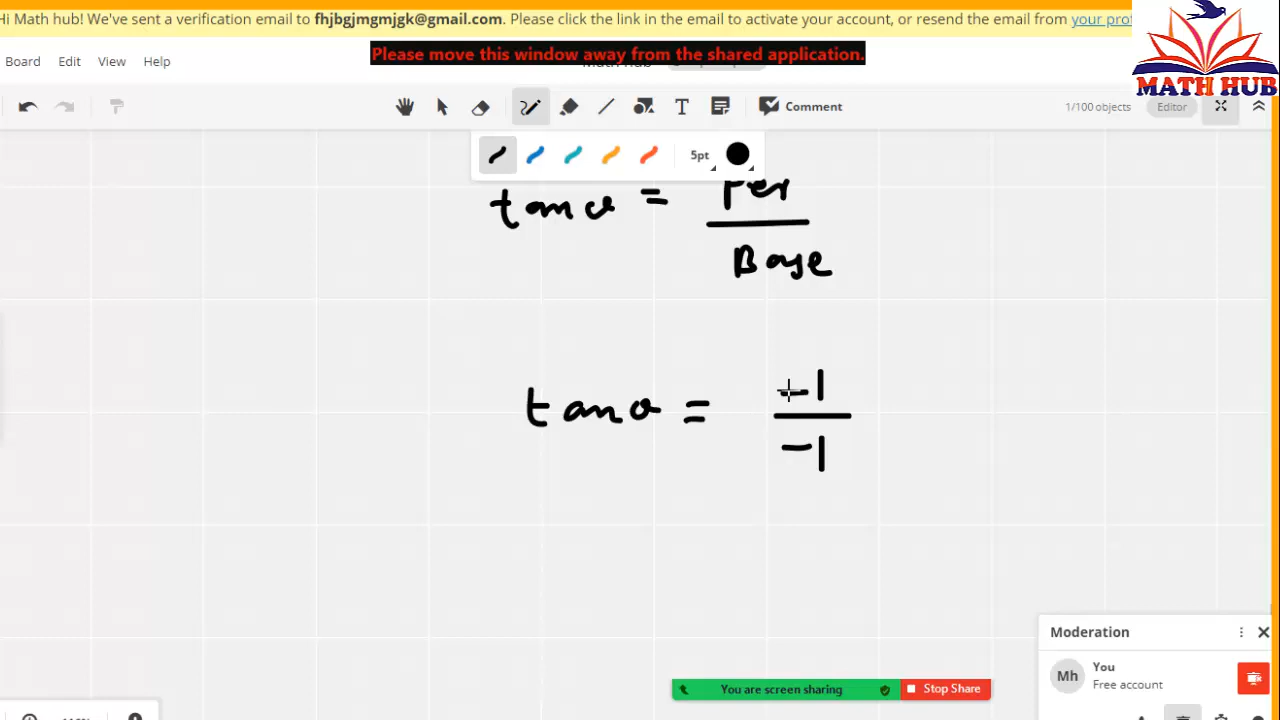 Hi Math hub! We've sent a verification email to fhjbgjmgmjgk@gmail.com. Please click the link in the email to activate your account, or resend the email from your prof
Please move this window away from the shared application.
MATH HUB
Board Edit View Help
T Comment 1/100 objects Editor
5pt
tanθ = Per
Base
tanθ = -1
-1
Moderation
Mh You
Free account
You are screen sharing Stop Share